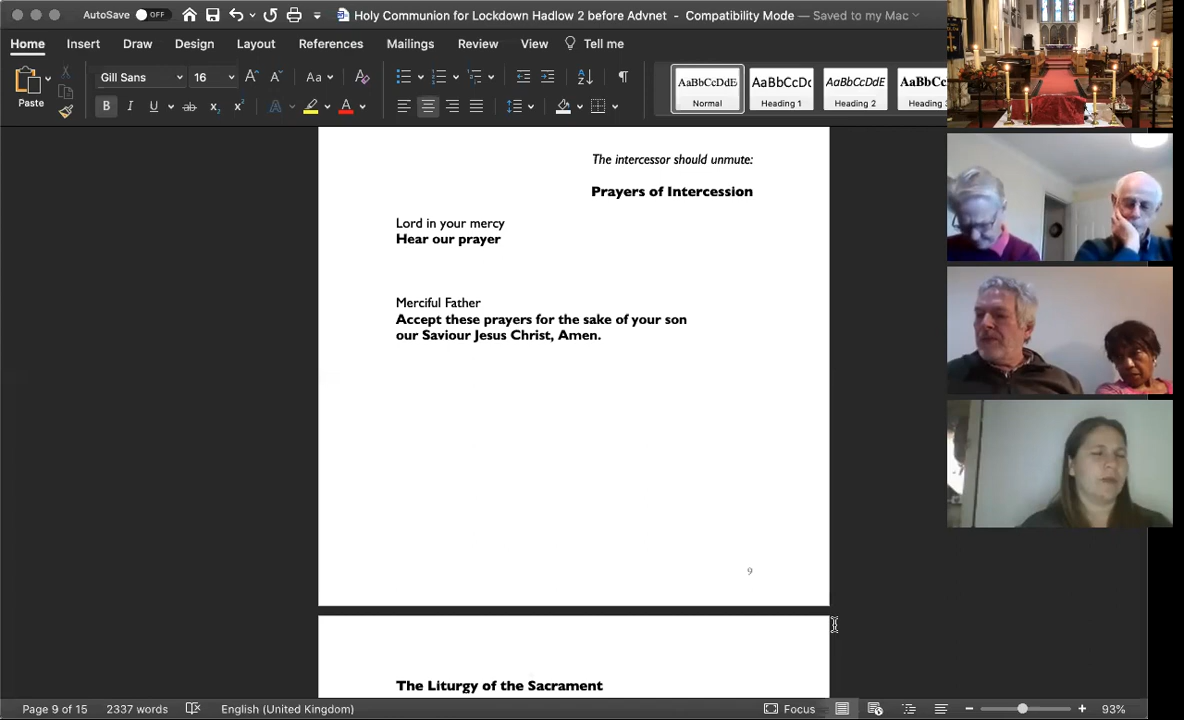 AutoSave OFF Holy Communion for Lockdown Hadlow 2 before Advnet - Compatibility Mode — Saved to my Mac
Home Insert Draw Design Layout References Mailings Review View Tell me
Paste Gill Sans 16 A A Aa A
B I U ab x₂ x² A A
AaBbCcDdE AaBbCcDc AaBbCcDdE AaBbCc
Normal Heading 1 Heading 2 Heading
The intercessor should unmute:
Prayers of Intercession
Lord in your mercy
Hear our prayer
Merciful Father
Accept these prayers for the sake of your son
our Saviour Jesus Christ, Amen.
9
The Liturgy of the Sacrament
Page 9 of 15 2337 words English (United Kingdom) Focus 93%